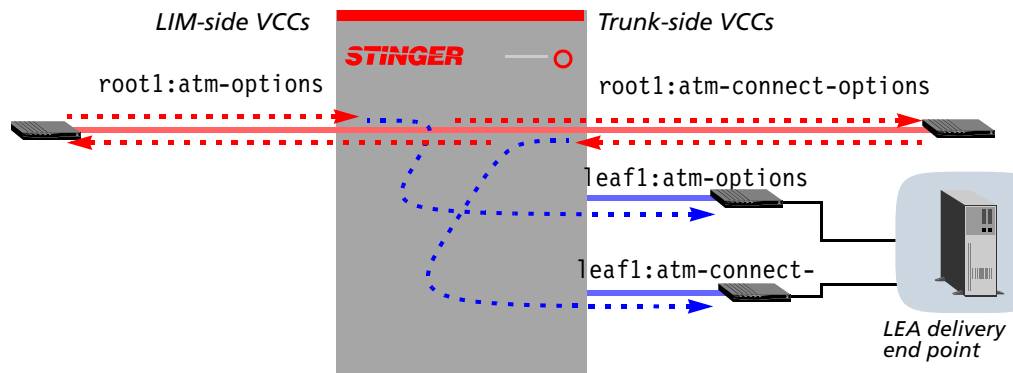 LIM-side VCCs
Trunk-side VCCs
STINGER
root1:atm-options
root1:atm-connect-options
leaf1:atm-options
leaf1:atm-connect-
LEA delivery
end point